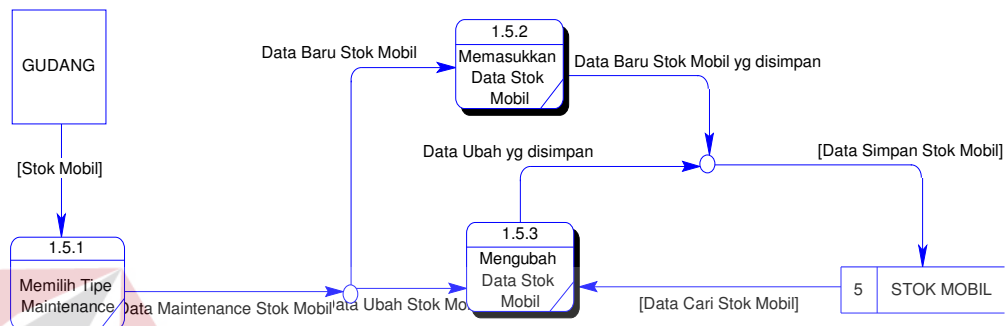 GUDANG
[Stok Mobil]
1.5.1
Memilih Tipe
Maintenance
Data Baru Stok Mobil
1.5.2
Memasukkan
Data Stok
Mobil
Data Baru Stok Mobil yg disimpan
Data Ubah yg disimpan
[Data Simpan Stok Mobil]
1.5.3
Mengubah
Data Stok
Mobil
Data Maintenance Stok Mobil
Ubah Stok
[Data Cari Stok Mobil]
5 STOK MOBIL